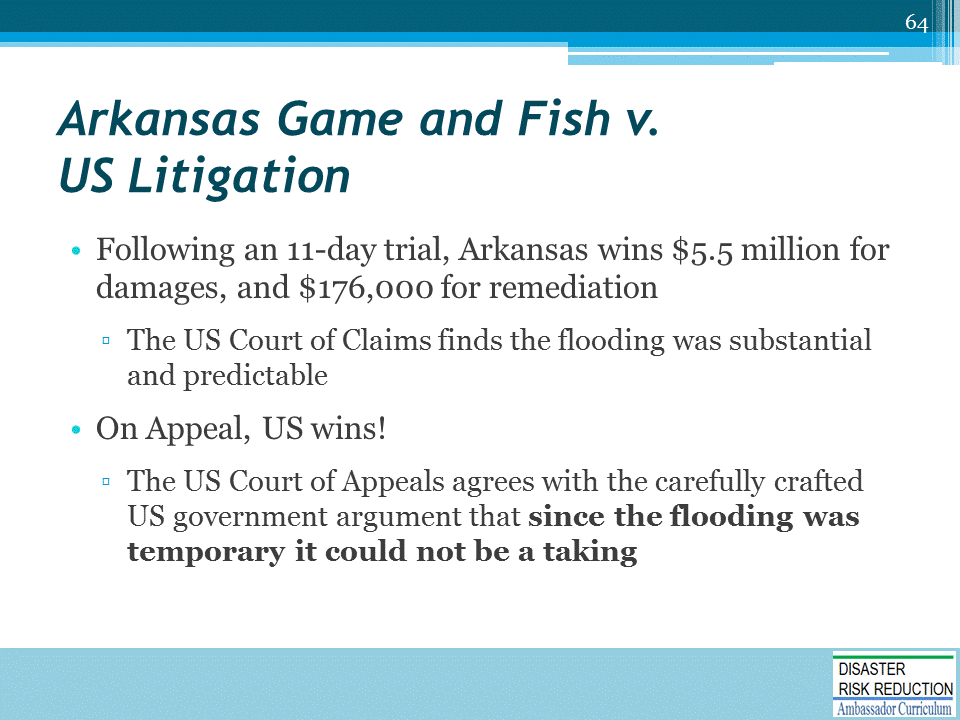 64
Arkansas Game and Fish v.
US Litigation
• Following an 11-day trial, Arkansas wins $5.5 million for
damages, and $176,000 for remediation
▫ The US Court of Claims finds the flooding was substantial
and predictable
• On Appeal, US wins!
▫ The US Court of Appeals agrees with the carefully crafted
US government argument that since the flooding was
temporary it could not be a taking
DISASTER
RISK REDUCTION
Ambassador Curriculum